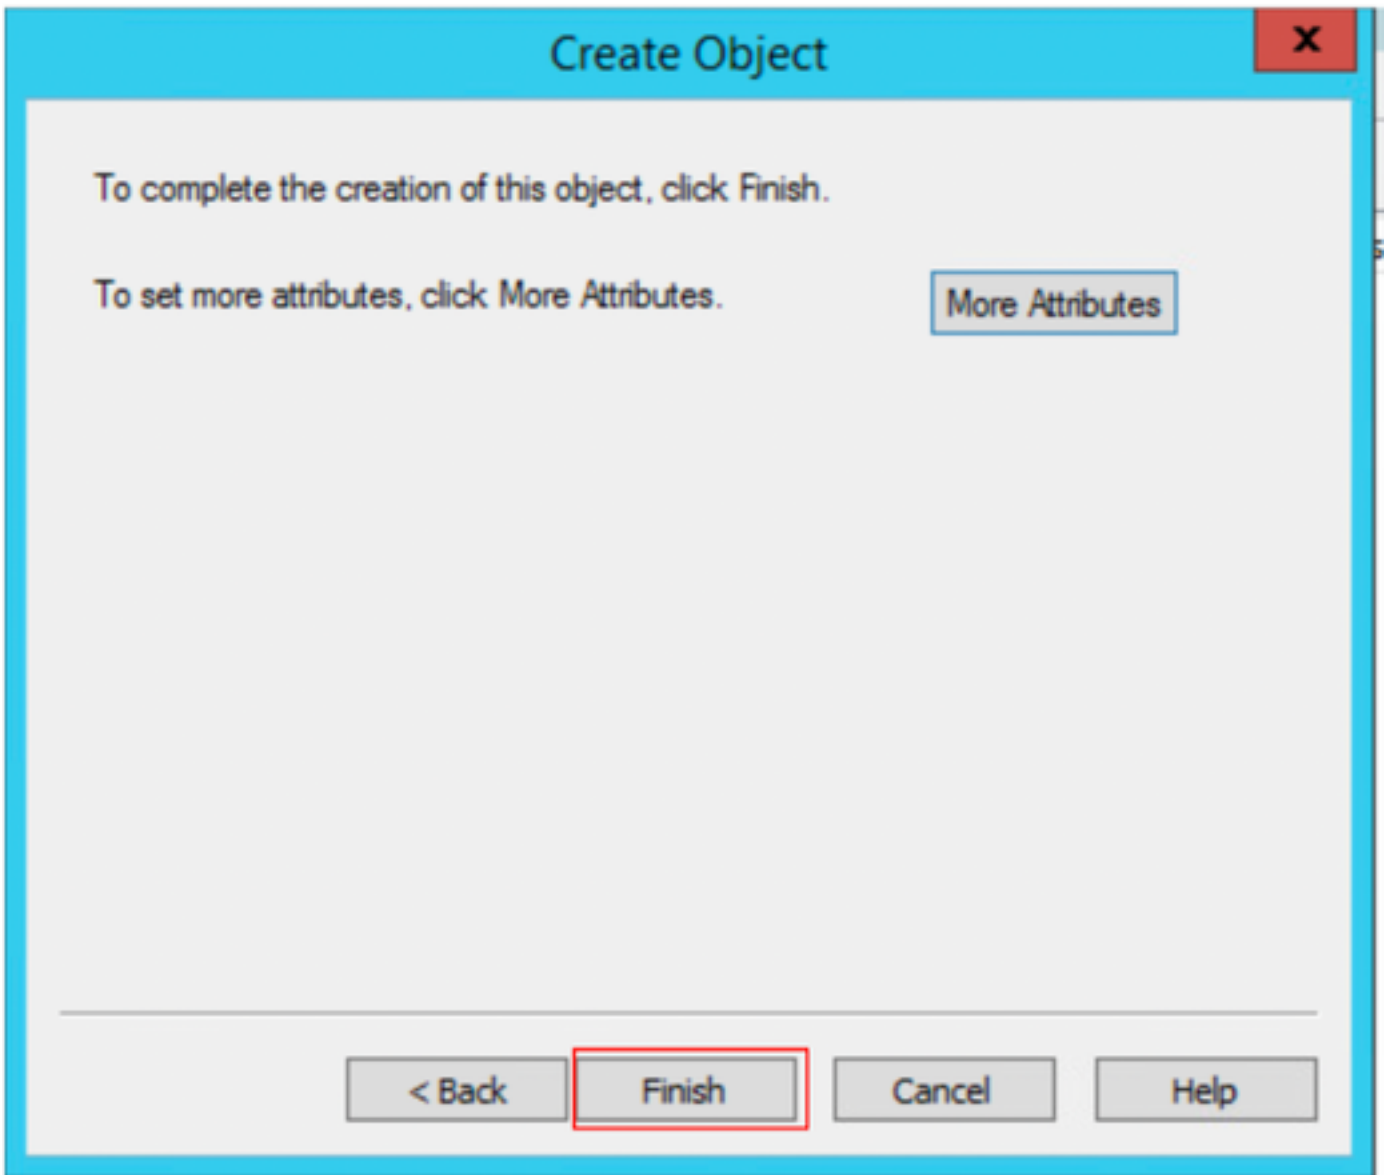 Create Object
x
To complete the creation of this object, click Finish.
To set more attributes, click More Attributes.
More Attributes
< Back
Finish
Cancel
Help